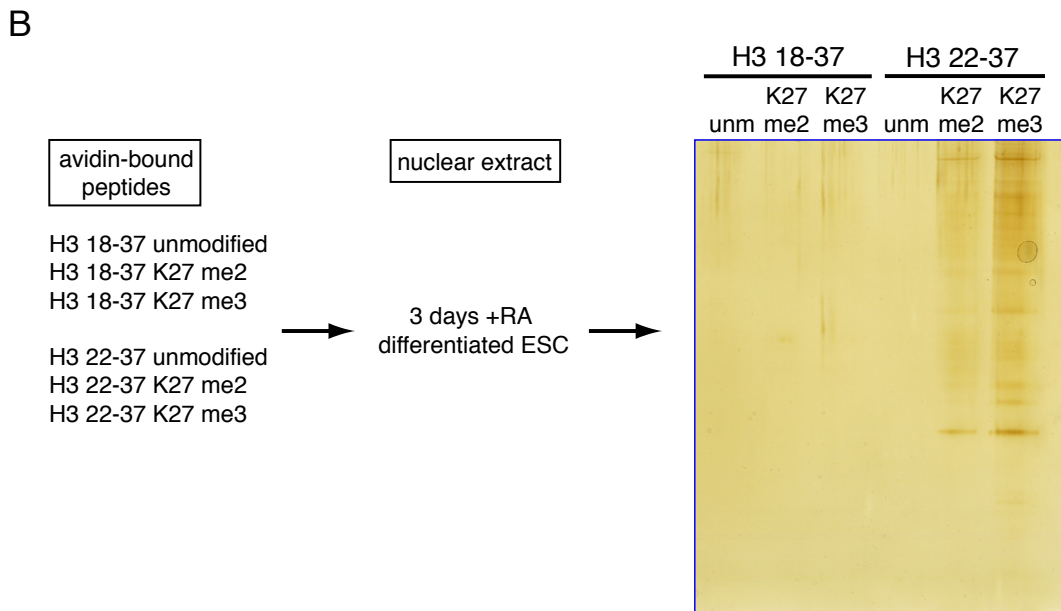 B
avidin-bound
peptides
H3 18-37 unmodified
H3 18-37 K27 me2
H3 18-37 K27 me3
H3 22-37 unmodified
H3 22-37 K27 me2
H3 22-37 K27 me3
nuclear extract
3 days +RA
differentiated ESC
H3 18-37 H3 22-37
K27 K27 K27 K27
unm me2 me3 unm me2 me3